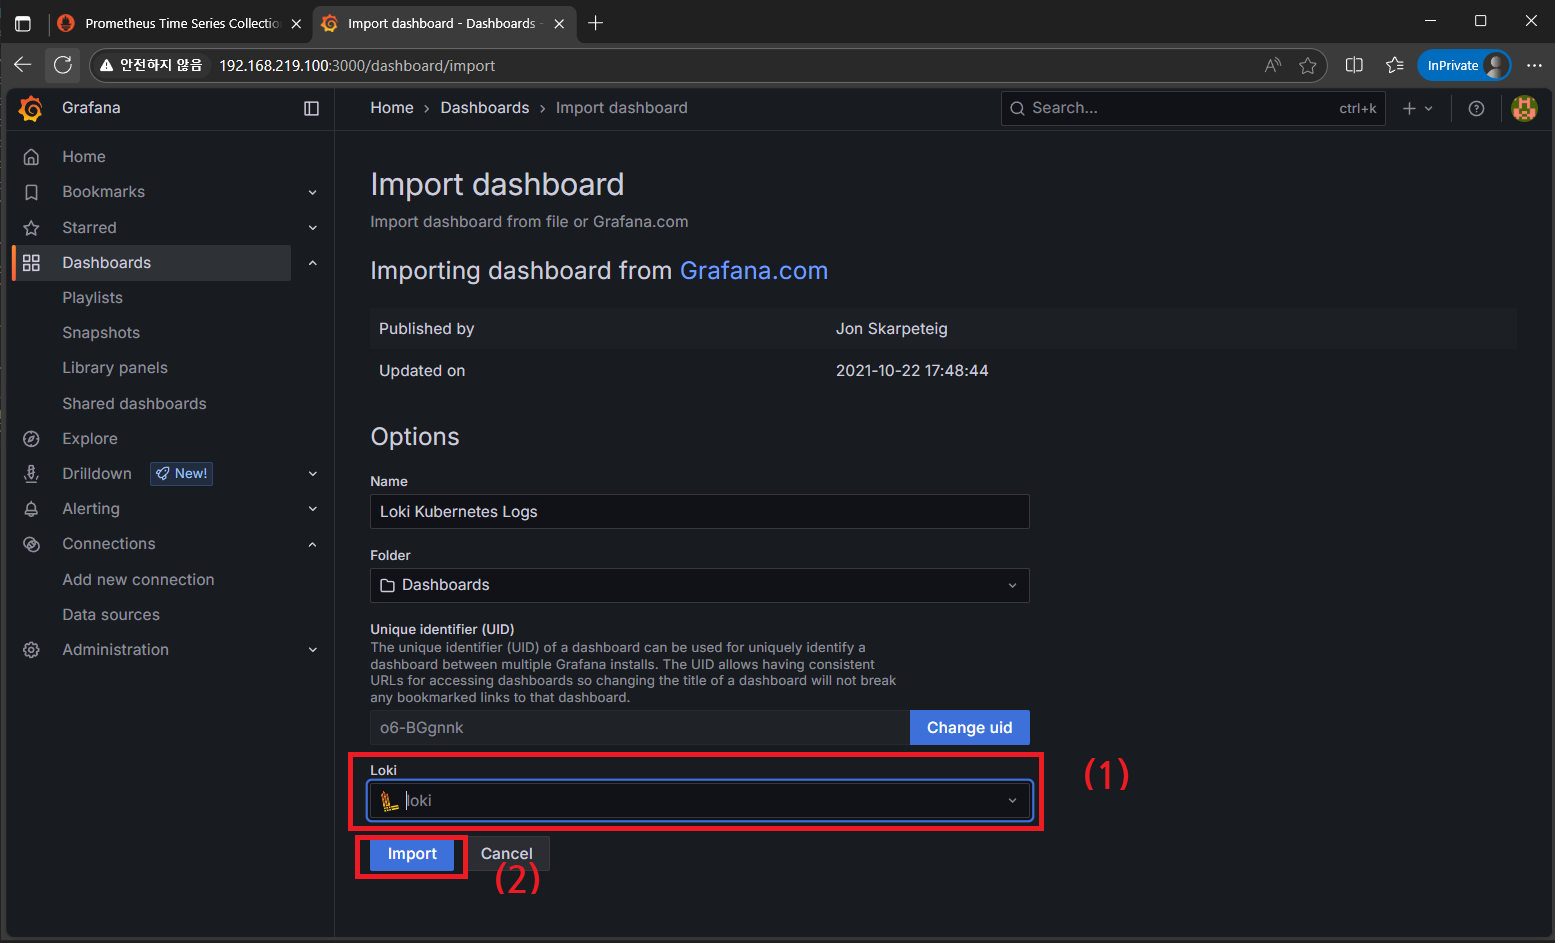 Prometheus Time Series Collectio
Import dashboard - Dashboards -
안전하지 않음 192.168.219.100:3000/dashboard/import
InPrivate
Grafana
Home > Dashboards > Import dashboard
Search... ctrl+k
Home
Bookmarks
Starred
Dashboards
Playlists
Snapshots
Library panels
Shared dashboards
Explore
Drilldown New!
Alerting
Connections
Add new connection
Data sources
Administration
Import dashboard
Import dashboard from file or Grafana.com
Importing dashboard from Grafana.com
Published by Jon Skarpeteig
Updated on 2021-10-22 17:48:44
Options
Name
Loki Kubernetes Logs
Folder
Dashboards
Unique identifier (UID)
The unique identifier (UID) of a dashboard can be used for uniquely identify a
dashboard between multiple Grafana installs. The UID allows having consistent
URLs for accessing dashboards so changing the title of a dashboard will not break
any bookmarked links to that dashboard.
o6-BGgnnk Change uid
Loki
loki
(1)
Import Cancel
(2)